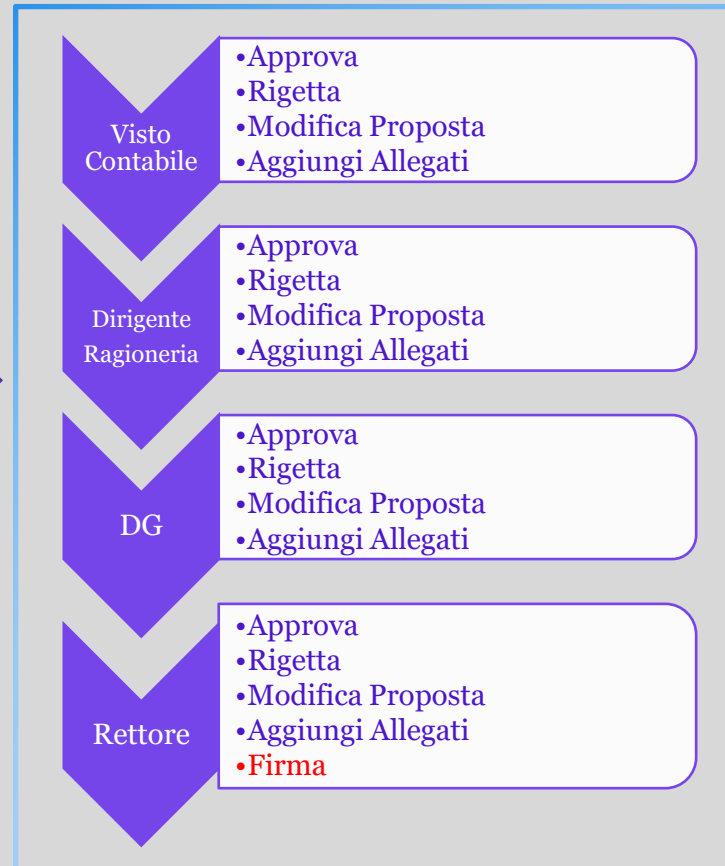 Visto
Contabile
•Approva
•Rigetta
•Modifica Proposta
•Aggiungi Allegati
Dirigente
Ragioneria
•Approva
•Rigetta
•Modifica Proposta
•Aggiungi Allegati
DG
•Approva
•Rigetta
•Modifica Proposta
•Aggiungi Allegati
Rettore
•Approva
•Rigetta
•Modifica Proposta
•Aggiungi Allegati
•Firma